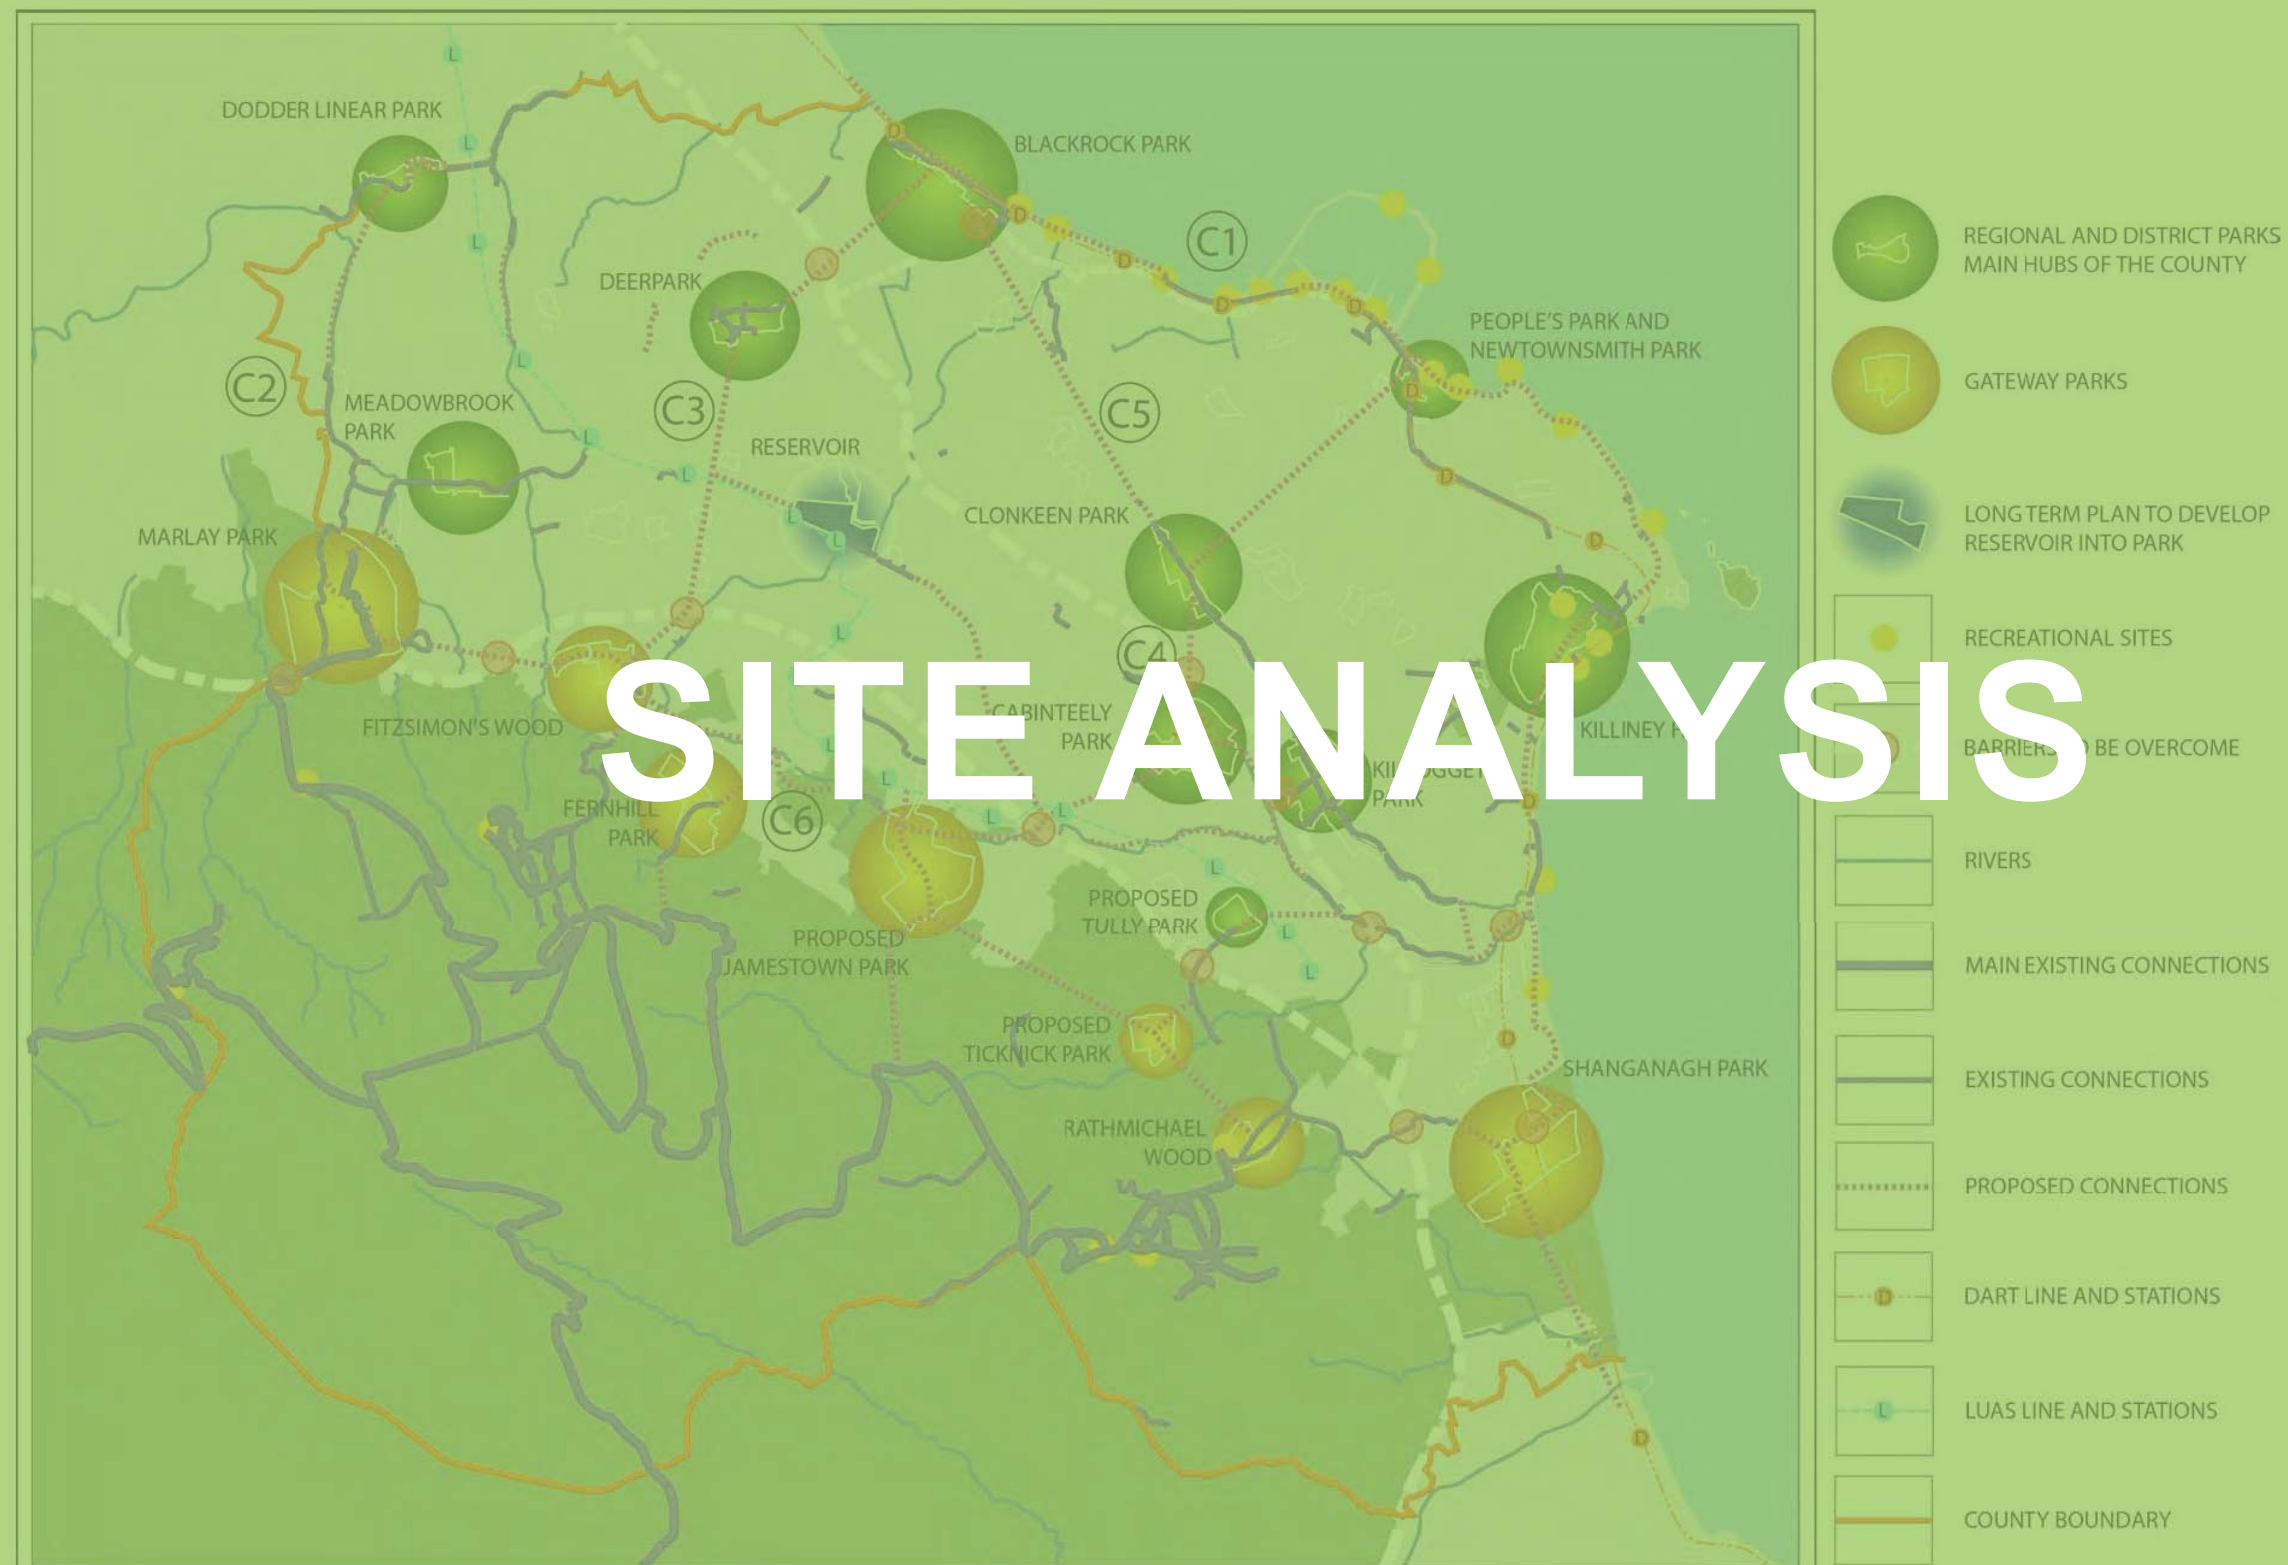 DODDER LINEAR PARK
BLACKROCK PARK
C1
DEERPARK
PEOPLE'S PARK AND
NEWTOWNSMITH PARK
C2
MEADOWBROOK
PARK
C3
C5
RESERVOIR
CLONKEEN PARK
MARLAY PARK
C4
SITE ANALYSIS
FITZSIMON'S WOOD
CABINTEELY
PARK
KILLINEY
PARK
FERNHILL
PARK
C6
PROPOSED
TULLY PARK
PROPOSED
JAMESTOWN PARK
PROPOSED
TICKNICK PARK
SHANGANAGH PARK
RATHMICHAEL
WOOD
REGIONAL AND DISTRICT PARKS
MAIN HUBS OF THE COUNTY
GATEWAY PARKS
LONG TERM PLAN TO DEVELOP
RESERVOIR INTO PARK
RECREATIONAL SITES
BARRIERS BE OVERCOME
RIVERS
MAIN EXISTING CONNECTIONS
EXISTING CONNECTIONS
PROPOSED CONNECTIONS
D
DART LINE AND STATIONS
L
LUAS LINE AND STATIONS
COUNTY BOUNDARY